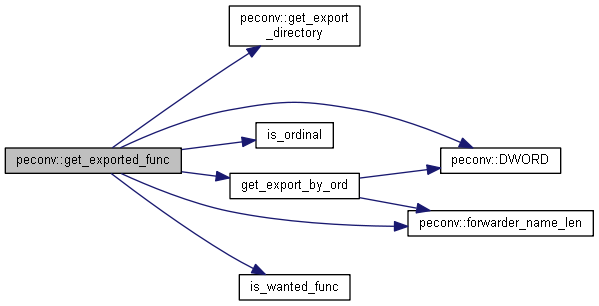 peconv::get_export
_directory
is_ordinal
peconv::DWORD
peconv::get_exported_func
get_export_by_ord
peconv::forwarder_name_len
is_wanted_func